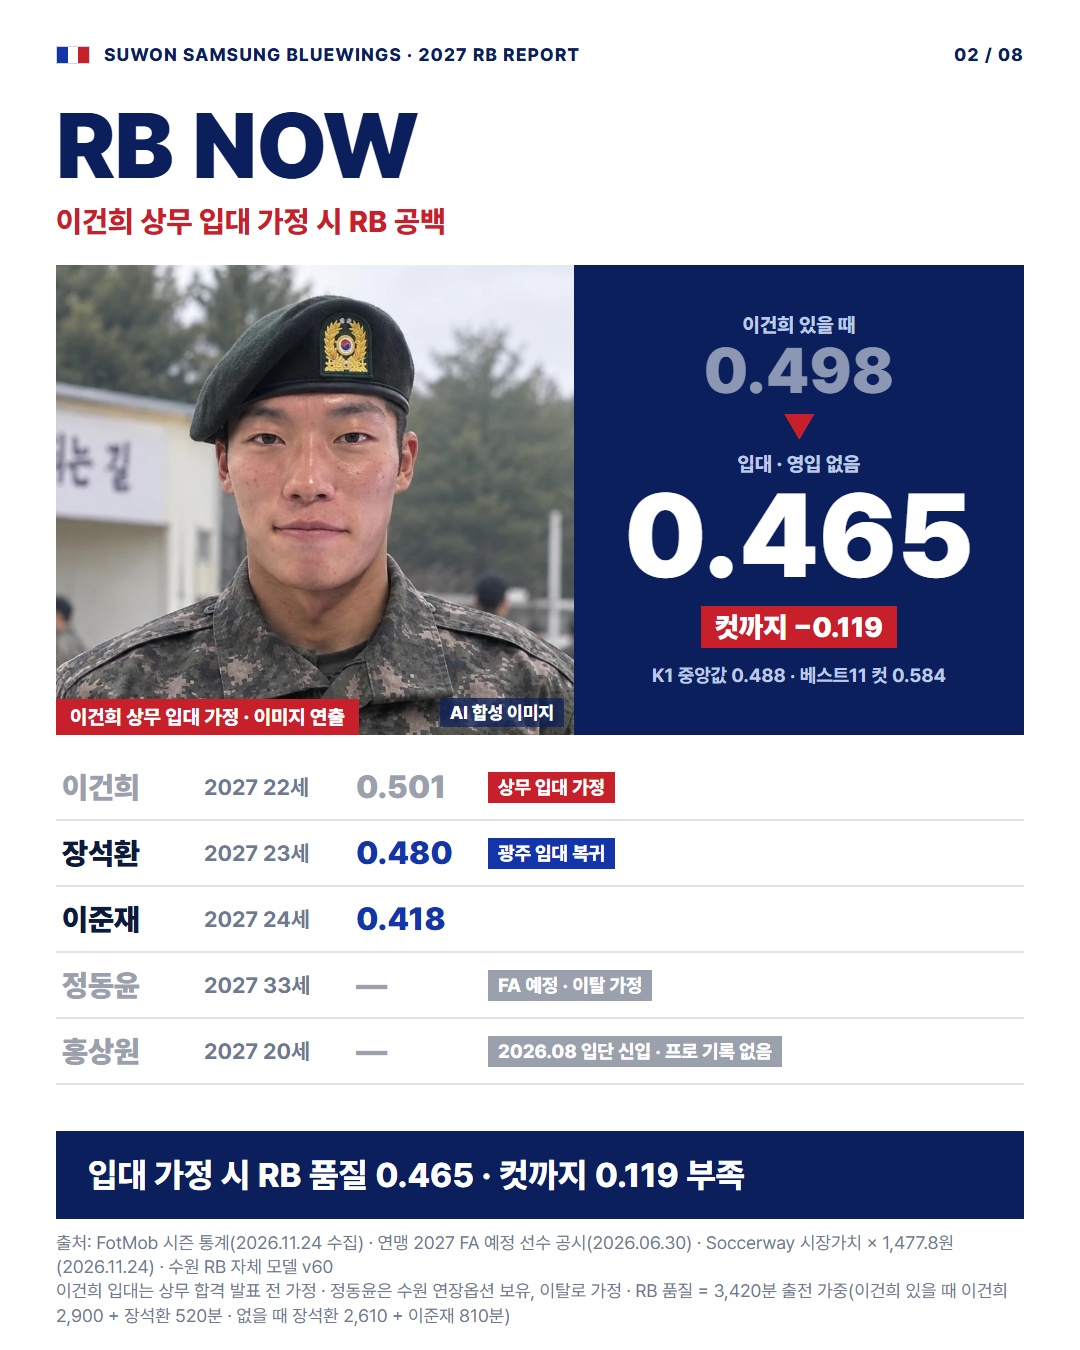 SUWON SAMSUNG BLUEWINGS · 2027 RB REPORT
02 / 08
RB NOW
이건희 상무 입대 가정 시 RB 공백
는 길
이건희 상무 입대 가정 · 이미지 연출
AI 합성 이미지
이건희 있을 때
0.498
입대 · 영입 없음
0.465
컷까지 −0.119
K1 중앙값 0.488 · 베스트11 컷 0.584
이건희 2027 22세 0.501 상무 입대 가정
장석환 2027 23세 0.480 광주 임대 복귀
이준재 2027 24세 0.418
정동윤 2027 33세 — FA 예정 · 이탈 가정
홍상원 2027 20세 — 2026.08 입단 신입 · 프로 기록 없음
입대 가정 시 RB 품질 0.465 · 컷까지 0.119 부족
출처: FotMob 시즌 통계(2026.11.24 수집) · 연맹 2027 FA 예정 선수 공시(2026.06.30) · Soccerway 시장가치 × 1,477.8원
(2026.11.24) · 수원 RB 자체 모델 v60
이건희 입대는 상무 합격 발표 전 가정 · 정동윤은 수원 연장옵션 보유, 이탈로 가정 · RB 품질 = 3,420분 출전 가중(이건희 있을 때 이건희
2,900 + 장석환 520분 · 없을 때 장석환 2,610 + 이준재 810분)